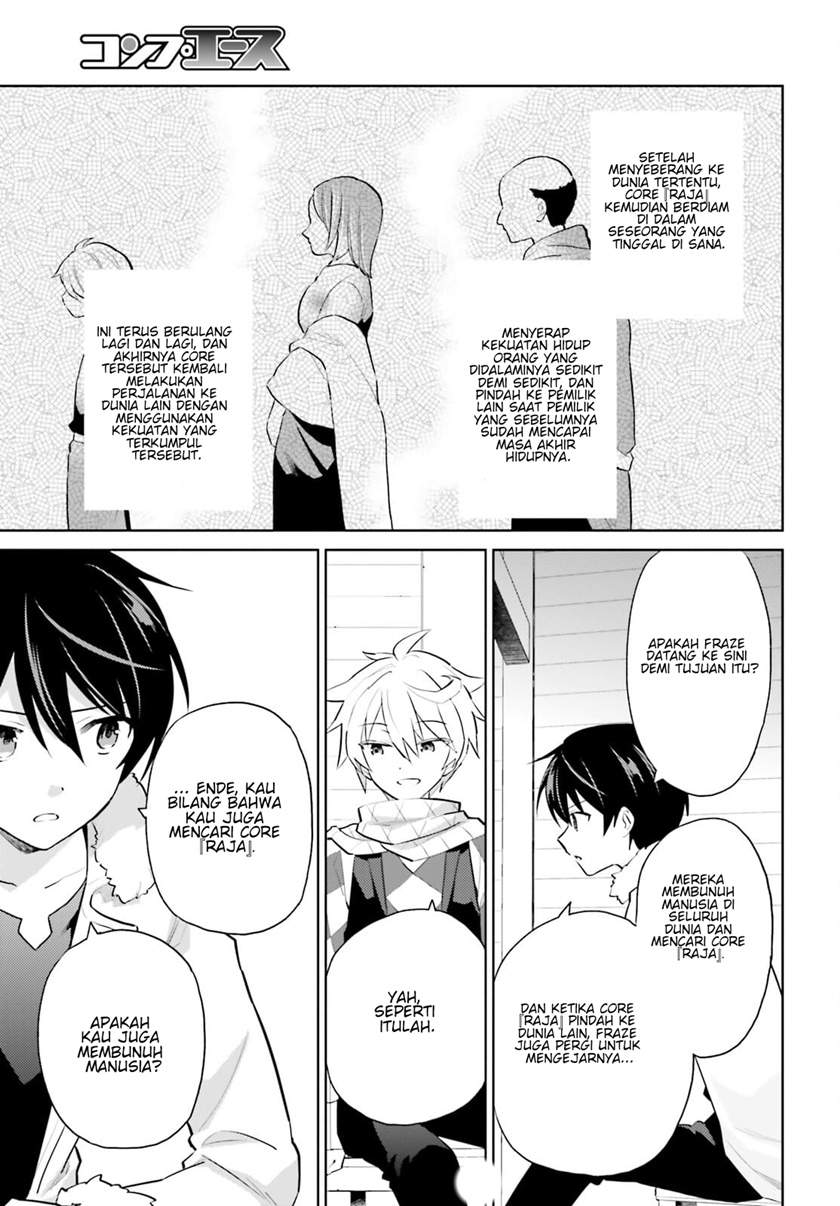 コンプエース
SETELAH
MENYEBERANG KE
DUNIA TERTENTU,
CORE 『RAJA』
KEMUDIAN BERDIAM
DI DALAM
SESEORANG YANG
TINGGAL DI SANA.
MENYERAP
KEKUATAN HIDUP
ORANG YANG
DIDALAMINYA SEDIKIT
DEMI SEDIKIT, DAN
PINDAH KE PEMILIK
LAIN SAAT PEMILIK
YANG SEBELUMNYA
SUDAH MENCAPAI
MASA AKHIR
HIDUPNYA.
INI TERUS BERULANG
LAGI DAN LAGI, DAN
AKHIRNYA CORE
TERSEBUT KEMBALI
MELAKUKAN
PERJALANAN KE
DUNIA LAIN DENGAN
MENGGUNAKAN
KEKUATAN YANG
TERKUMPUL
TERSEBUT.
APAKAH FRAZE
DATANG KE SINI
DEMI TUJUAN ITU?
MEREKA
MEMBUNUH
MANUSIA DI
SELURUH
DUNIA DAN
MENCARI CORE
『RAJA』.
DAN KETIKA CORE
『RAJA』 PINDAH KE
DUNIA LAIN, FRAZE
JUGA PERGI UNTUK
MENGEJARNYA...
YAH,
SEPERTI
ITULAH.
... ENDE, KAU
BILANG BAHWA
KAU JUGA
MENCARI CORE
『RAJA』.
APAKAH
KAU JUGA
MEMBUNUH
MANUSIA?